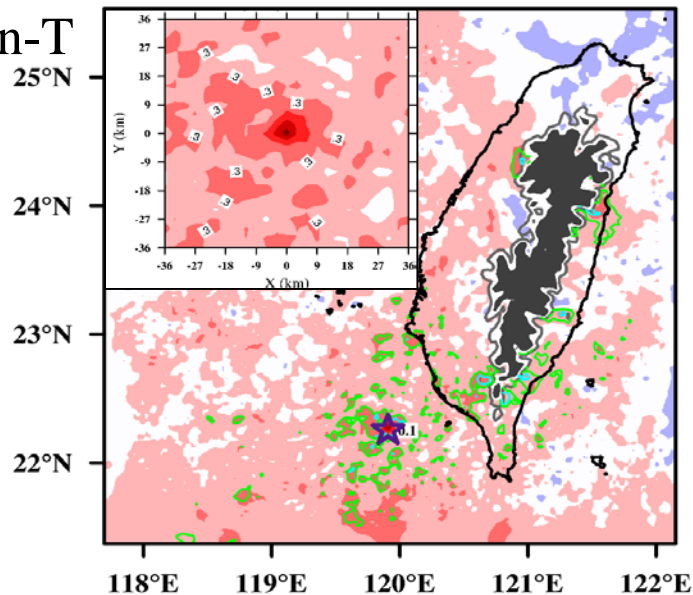 n-T
36
27
18
9
0
-9
-18
-27
-36
Y (km)
-36 -27 -18 -9 0 9 18 27 36
X (km)
.3 .3 .3 .3 .3 .3 .3 .3 .3 .3 .3 .3
25°N
24°N
23°N
22°N
0.1
118°E 119°E 120°E 121°E 122°E